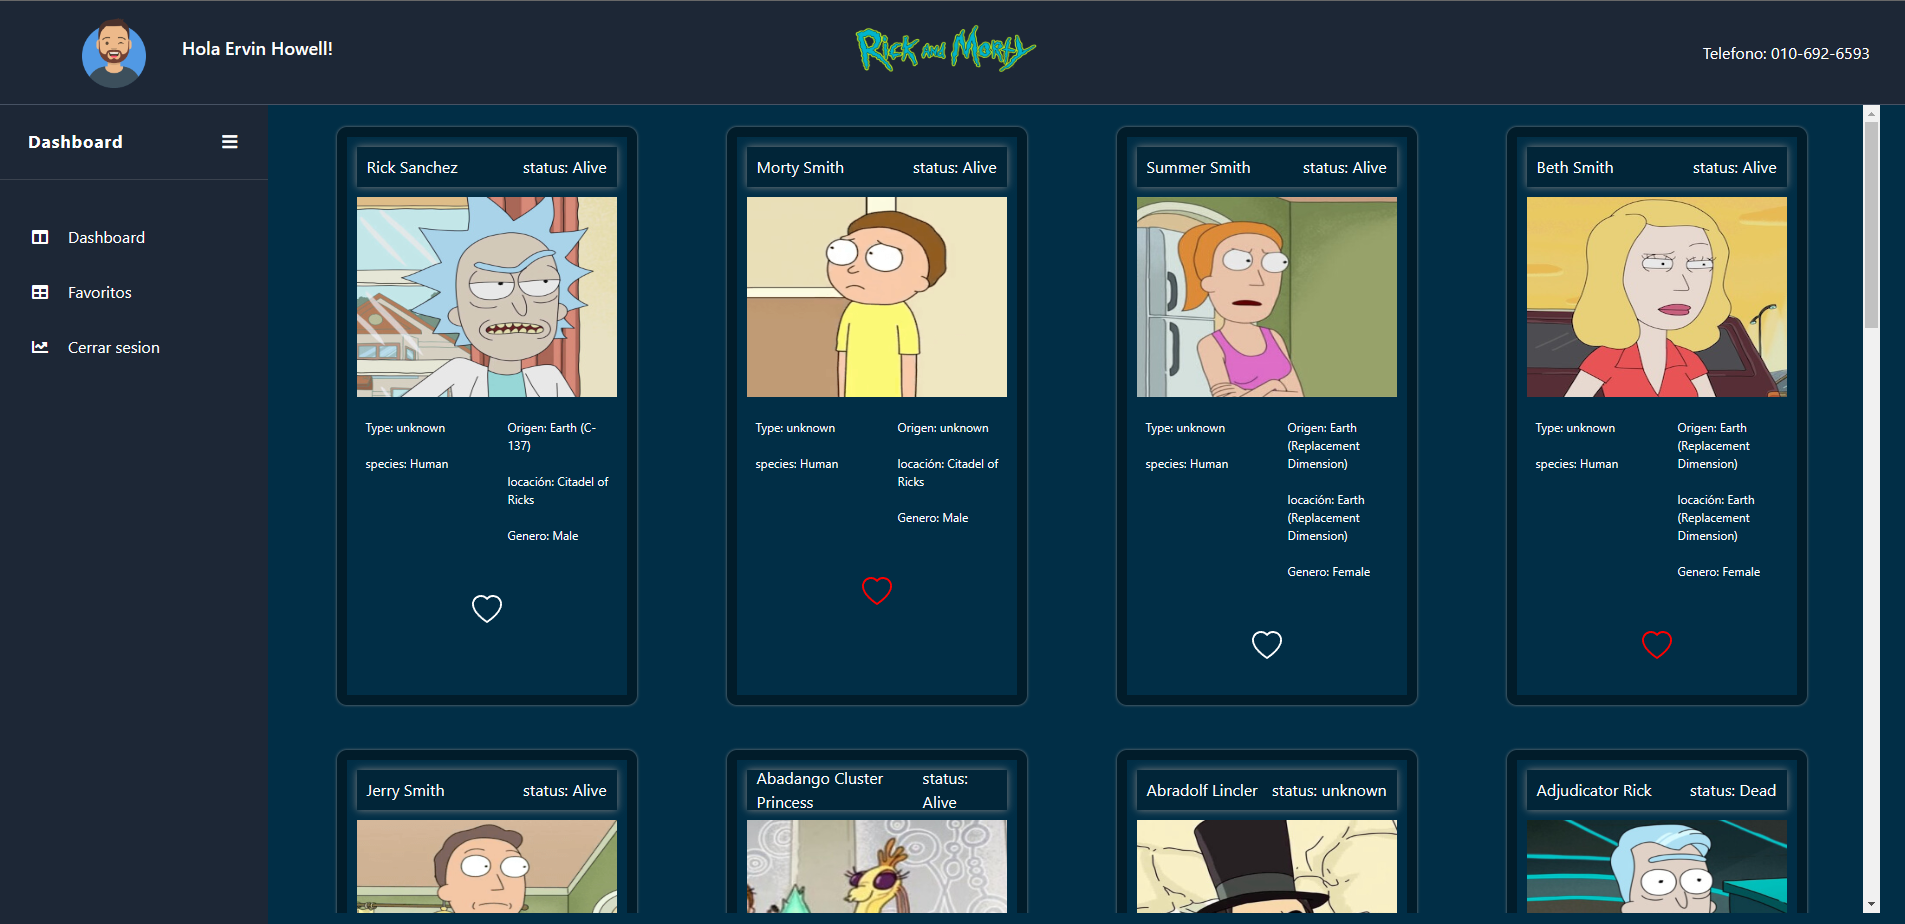 Hola Ervin Howell!
Rick and Morty
Telefono: 010-692-6593
Dashboard
Dashboard
Favoritos
Cerrar sesion
Rick Sanchez
status: Alive
Type: unknown
species: Human
Origen: Earth (C-
137)
locación: Citadel of
Ricks
Genero: Male
Morty Smith
status: Alive
Type: unknown
species: Human
Origen: unknown
locación: Citadel of
Ricks
Genero: Male
Summer Smith
status: Alive
Type: unknown
species: Human
Origen: Earth
(Replacement
Dimension)
locación: Earth
(Replacement
Dimension)
Genero: Female
Beth Smith
status: Alive
Type: unknown
species: Human
Origen: Earth
(Replacement
Dimension)
locación: Earth
(Replacement
Dimension)
Genero: Female
Jerry Smith
status: Alive
Abadango Cluster
Princess
status:
Alive
Abradolf Lincler
status: unknown
Adjudicator Rick
status: Dead